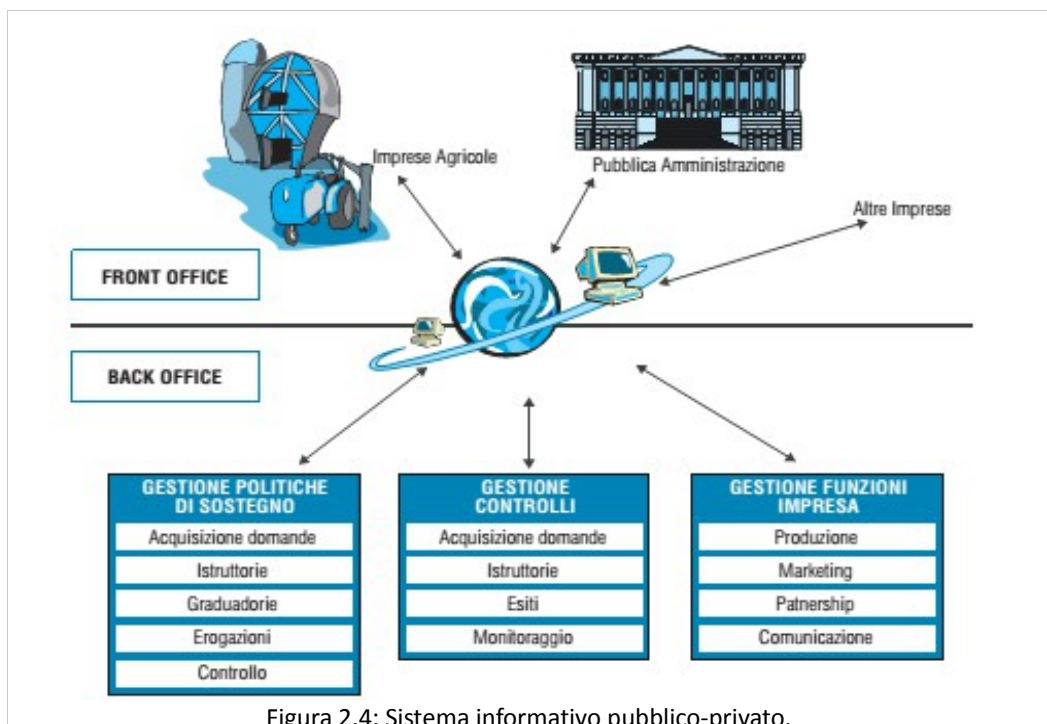 Imprese Agricole
Pubblica Amministrazione
Altre Imprese
FRONT OFFICE
BACK OFFICE
GESTIONE POLITICHE
DI SOSTEGNO
Acquisizione domande
Istruttorie
Graduadorie
Erogazioni
Controllo
GESTIONE
CONTROLLI
Acquisizione domande
Istruttorie
Esiti
Monitoraggio
GESTIONE FUNZIONI
IMPRESA
Produzione
Marketing
Patnership
Comunicazione
Figura 2.4: Sistema informativo pubblico-privato.